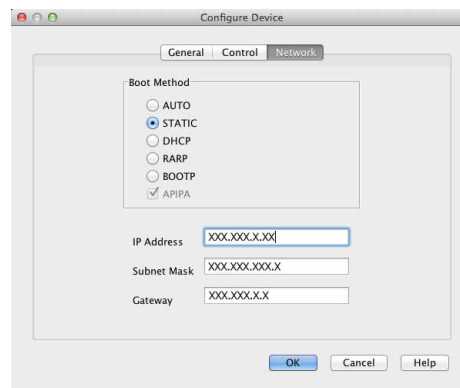 Configure Device
General Control Network
Boot Method
AUTO
STATIC
DHCP
RARP
BOOTP
APIPA
IP Address XXX.XXX.X.XX
Subnet Mask XXX.XXX.XXX.X
Gateway XXX.XXX.X.X
OK Cancel Help